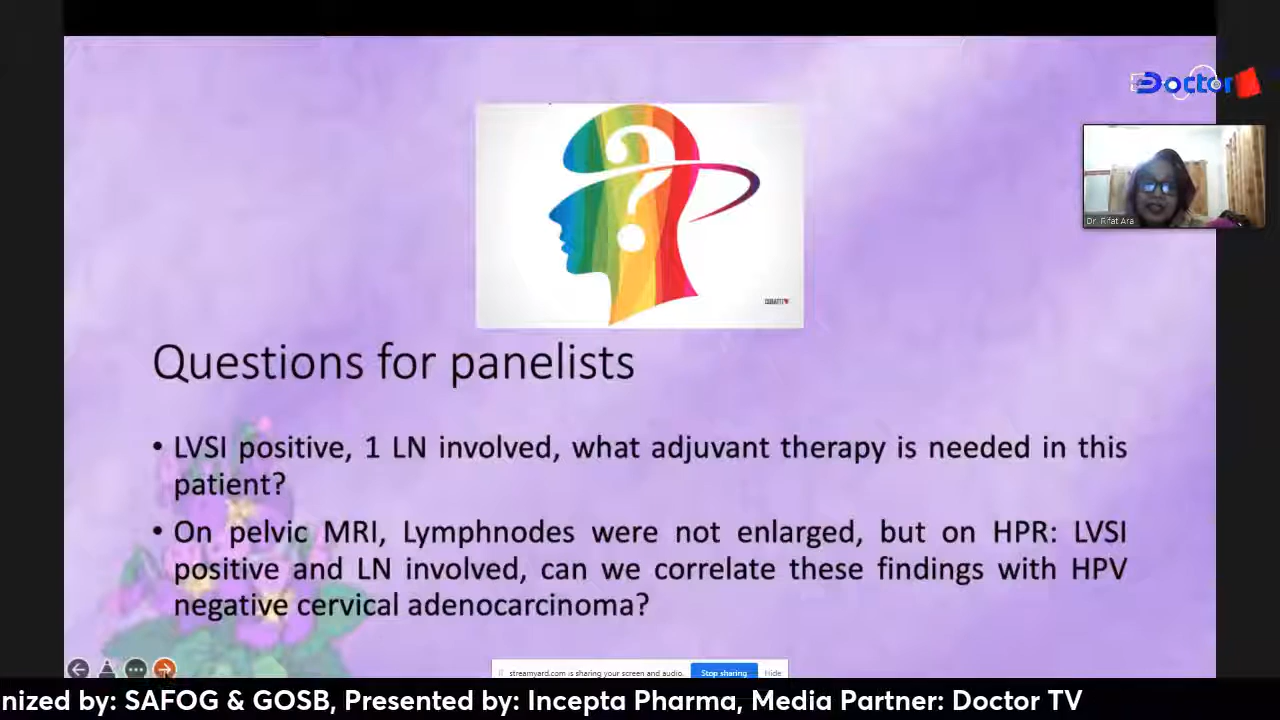 Doctor
Dr. Rifat Ara
Questions for panelists
• LVSI positive, 1 LN involved, what adjuvant therapy is needed in this
patient?
• On pelvic MRI, Lymphnodes were not enlarged, but on HPR: LVSI
positive and LN involved, can we correlate these findings with HPV
negative cervical adenocarcinoma?
streamyard.com is sharing your screen and audio.
Stop sharing
Hide
nized by: SAFOG & GOSB, Presented by: Incepta Pharma, Media Partner: Doctor TV